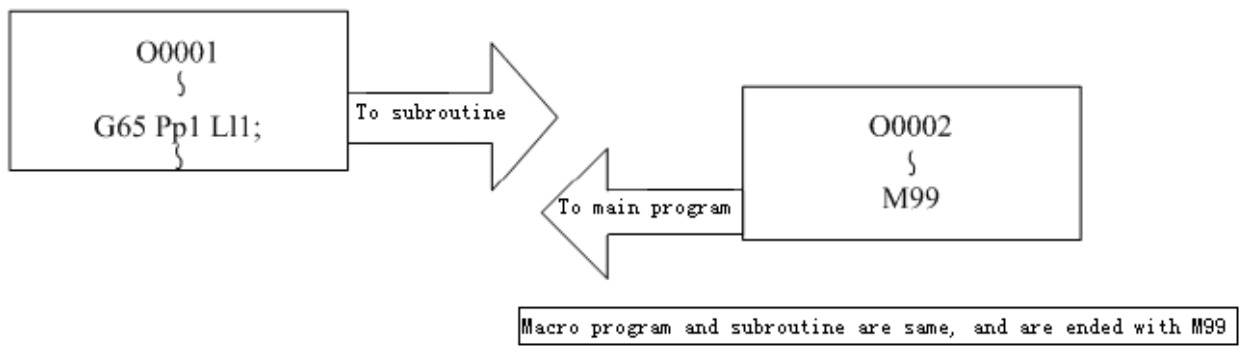 O0001
G65 Pp1 Ll1;
To subroutine
O0002
M99
To main program
Macro program and subroutine are same, and are ended with M99